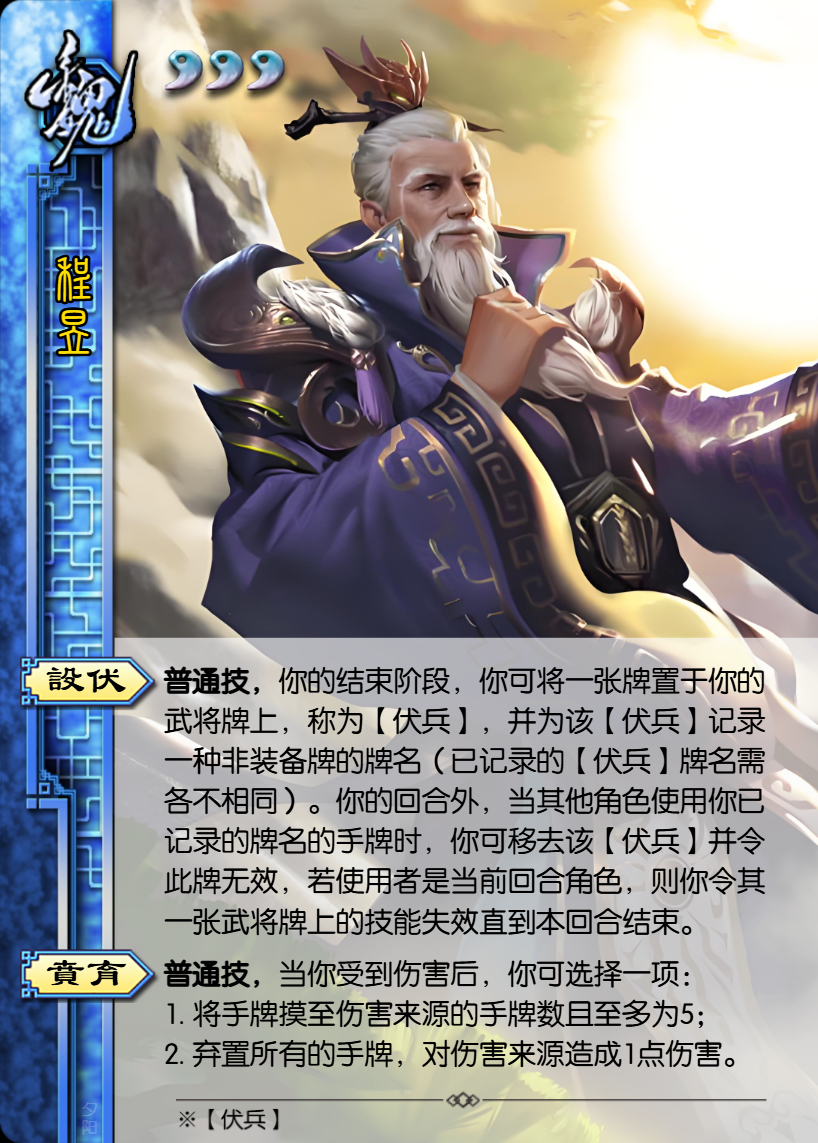 魏
999
程昱
設伏
普通技，你的结束阶段，你可将一张牌置于你的
武将牌上，称为【伏兵】，并为该【伏兵】记录
一种非装备牌的牌名（已记录的【伏兵】牌名需
各不相同）。你的回合外，当其他角色使用你已
记录的牌名的手牌时，你可移去该【伏兵】并令
此牌无效，若使用者是当前回合角色，则你令其
一张武将牌上的技能失效直到本回合结束。
賁育
普通技，当你受到伤害后，你可选择一项：
1. 将手牌摸至伤害来源的手牌数且至多为5；
2. 弃置所有的手牌，对伤害来源造成1点伤害。
※【伏兵】
夕阳